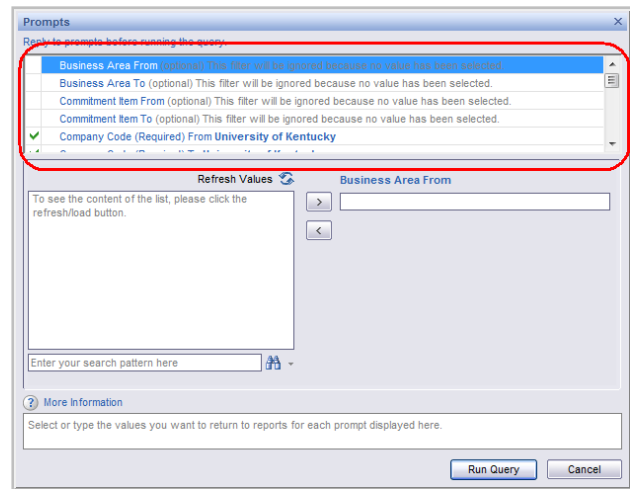 Prompts
Reply to prompts before running the query.
Business Area From (optional) This filter will be ignored because no value has been selected.
Business Area To (optional) This filter will be ignored because no value has been selected.
Commitment Item From (optional) This filter will be ignored because no value has been selected.
Commitment Item To (optional) This filter will be ignored because no value has been selected.
Company Code (Required) From University of Kentucky
Refresh Values
Business Area From
To see the content of the list, please click the
refresh/load button.
>
<
Enter your search pattern here
? More Information
Select or type the values you want to return to reports for each prompt displayed here.
Run Query Cancel